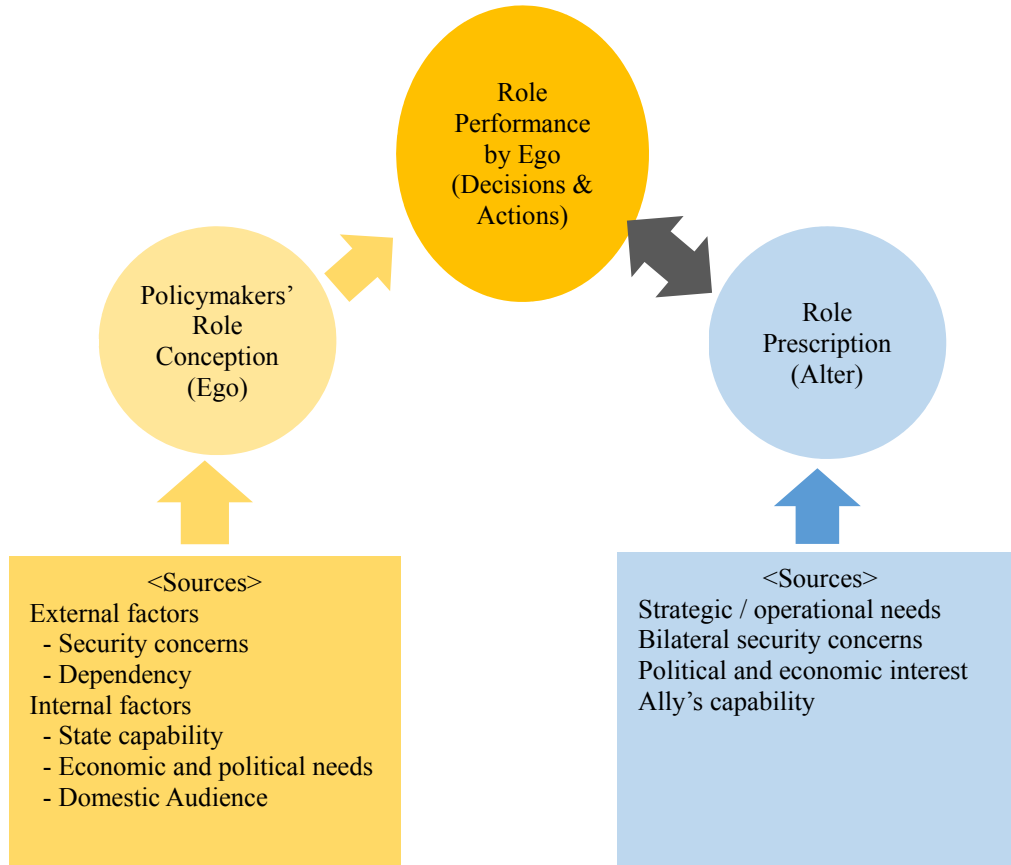 Role
Performance
by Ego
(Decisions &
Actions)
Policymakers’
Role
Conception
(Ego)
Role
Prescription
(Alter)
<Sources>
External factors
- Security concerns
- Dependency
Internal factors
- State capability
- Economic and political needs
- Domestic Audience
<Sources>
Strategic / operational needs
Bilateral security concerns
Political and economic interest
Ally’s capability